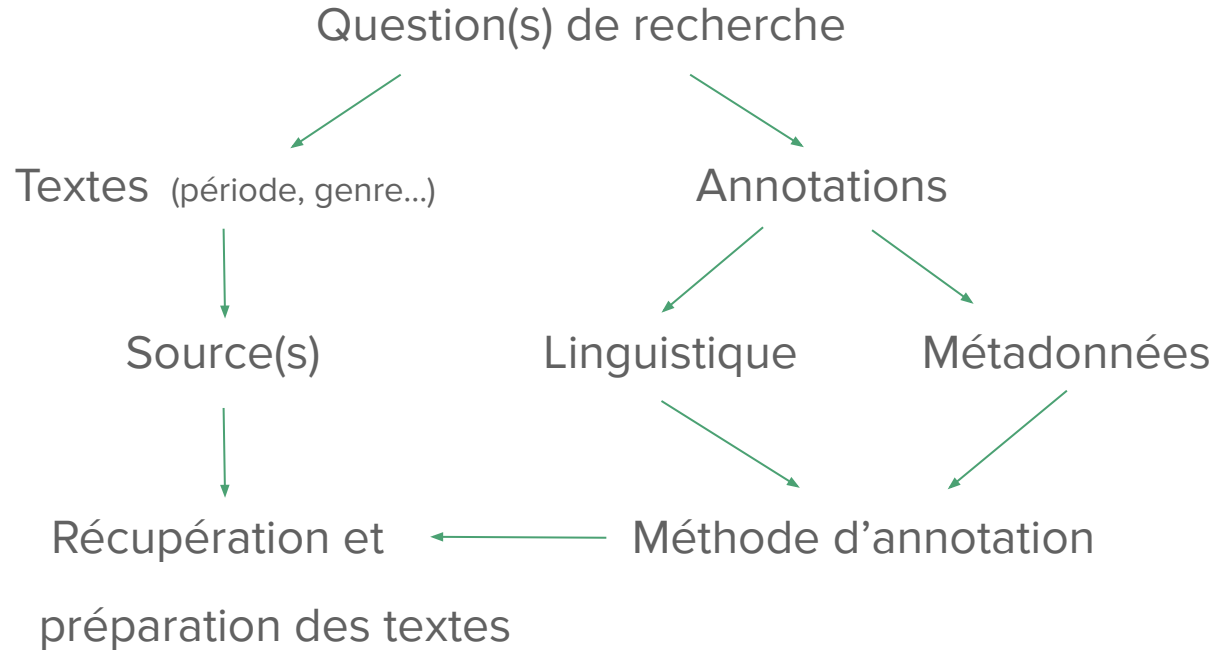 Question(s) de recherche
Textes (période, genre...)
Annotations
Source(s)
Linguistique
Métadonnées
Récupération et
Méthode d’annotation
préparation des textes